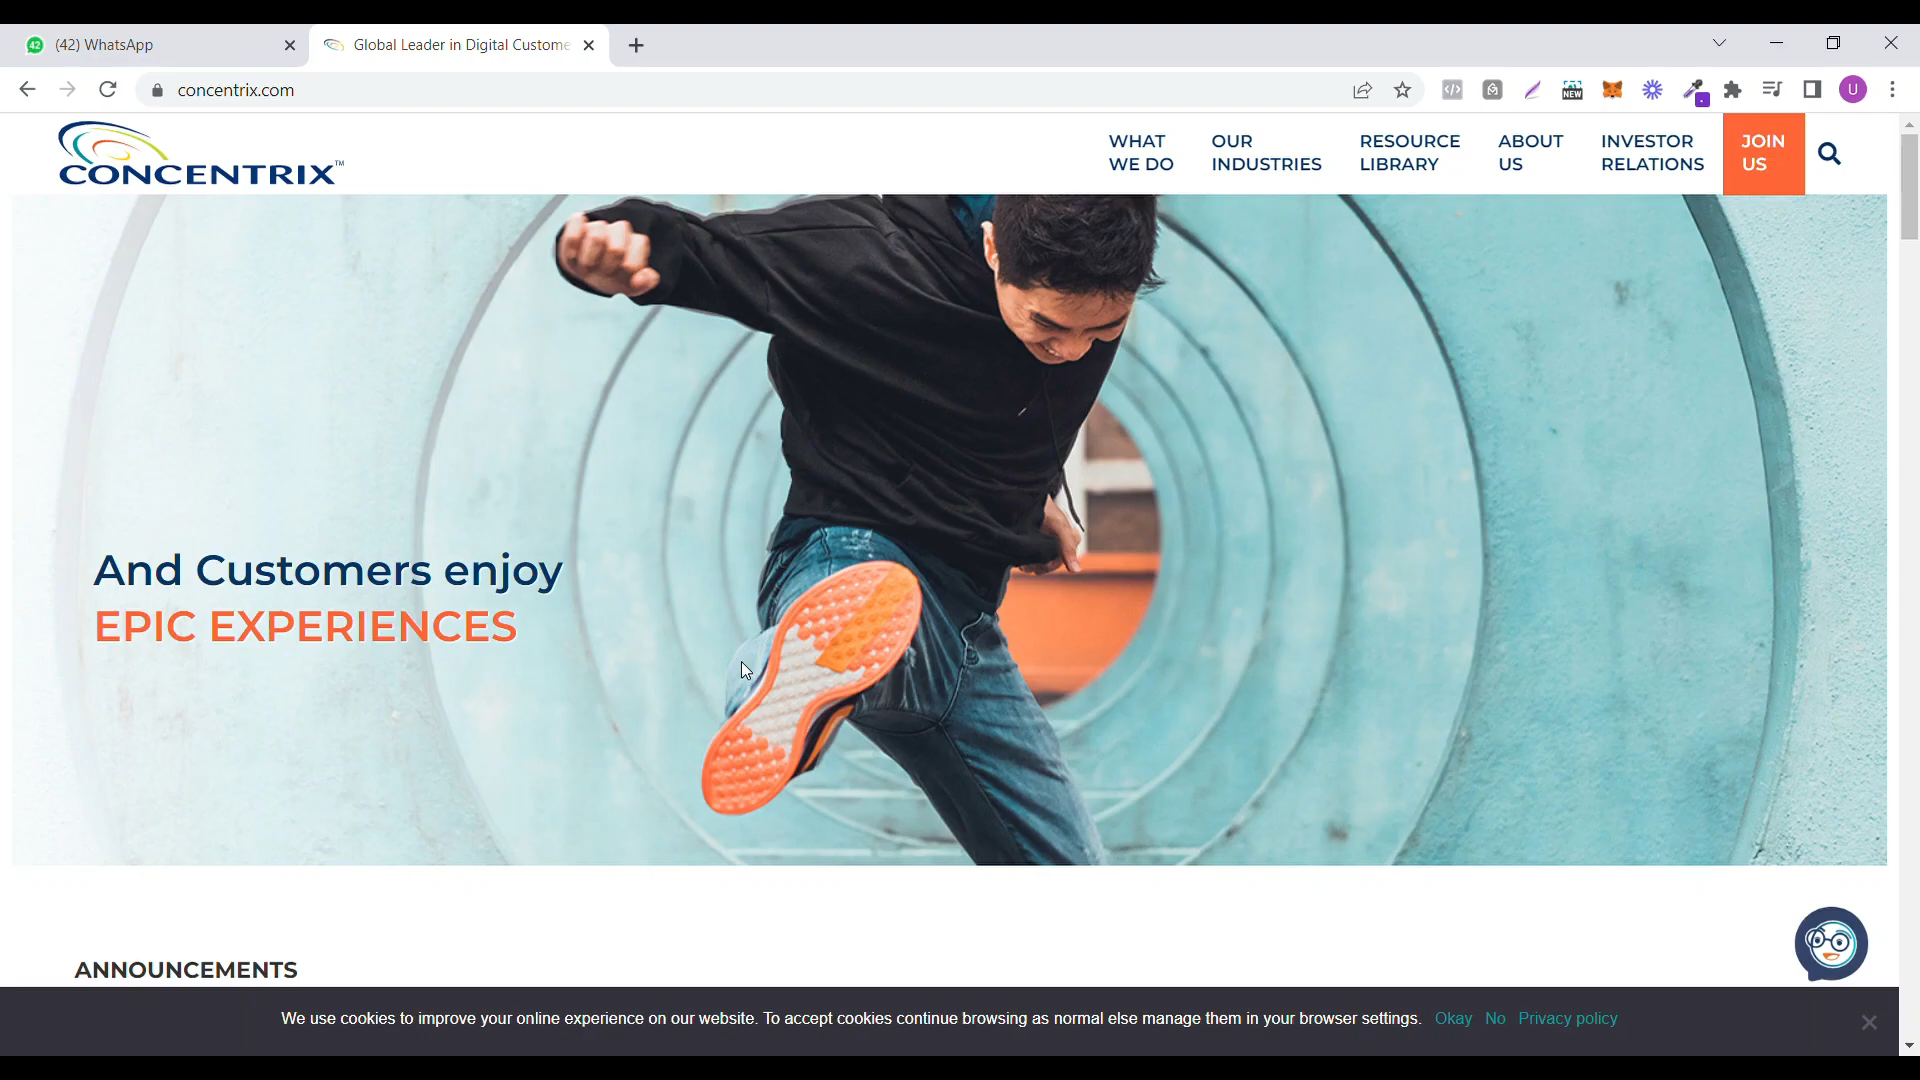 42 (42) WhatsApp
Global Leader in Digital Custome
concentrix.com
NEW
U
CONCENTRIX™
WHAT WE DO
OUR INDUSTRIES
RESOURCE LIBRARY
ABOUT US
INVESTOR RELATIONS
JOIN US
And Customers enjoy
EPIC EXPERIENCES
ANNOUNCEMENTS
We use cookies to improve your online experience on our website. To accept cookies continue browsing as normal else manage them in your browser settings. Okay No Privacy policy